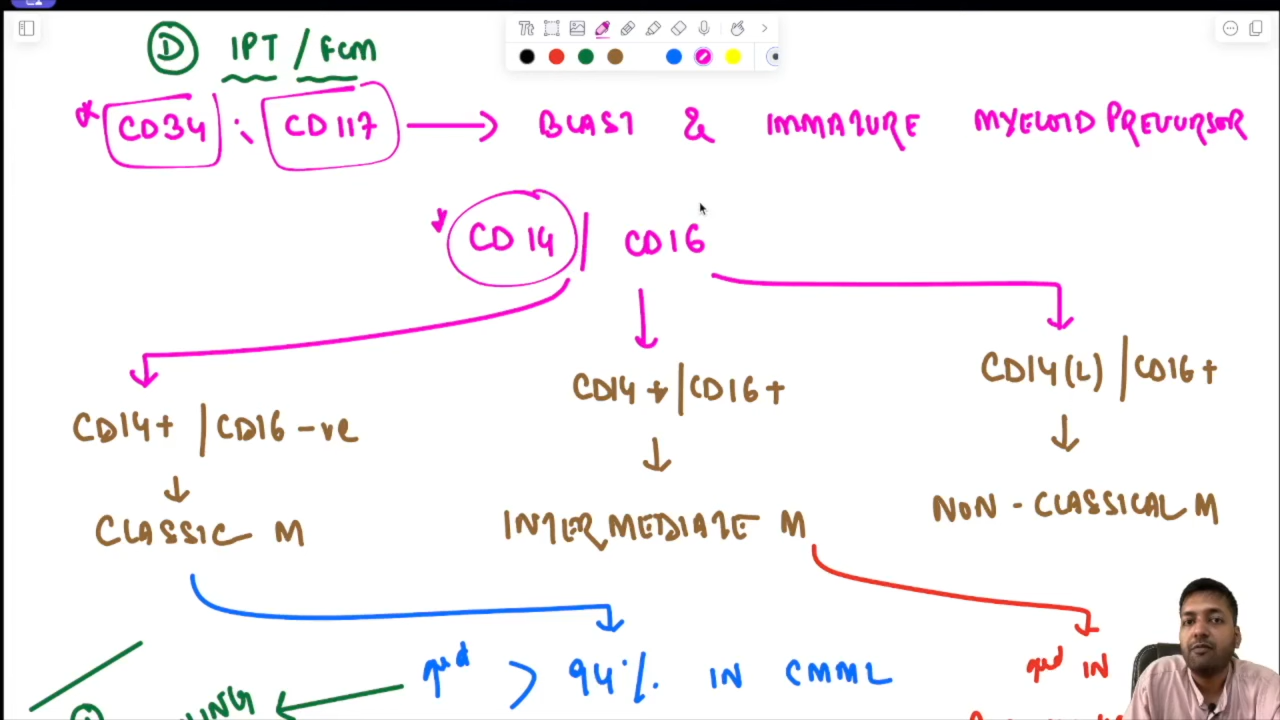 D IPT / FCM
CD34 ; CD117 → BLAST & IMMATURE MYELOID PRECURSOR
CD14 | CD16
CD14+ | CD16 -ve
CD14+ | CD16+
CD14(L) | CD16+
CLASSIC M
INTERMEDIATE M
NON - CLASSICAL M
> 94% IN CMML
IN